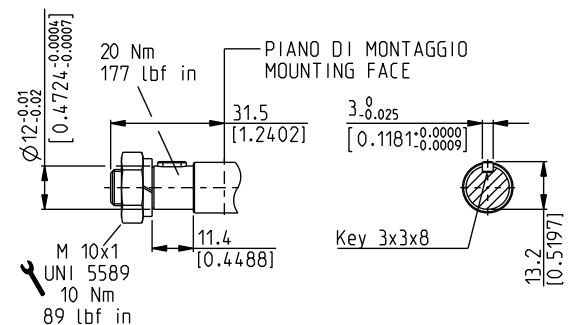 20 Nm
177 lbf in
PIANO DI MONTAGGIO
MOUNTING FACE
Ø12-0.01 -0.02
[0.4724-0.0004 -0.0007]
31.5
[1.2402]
3 0 -0.025
[0.1181+0.0000 -0.0009]
11.4
[0.4488]
Key 3x3x8
13.2
[0.5197]
M 10x1
UNI 5589
10 Nm
89 lbf in